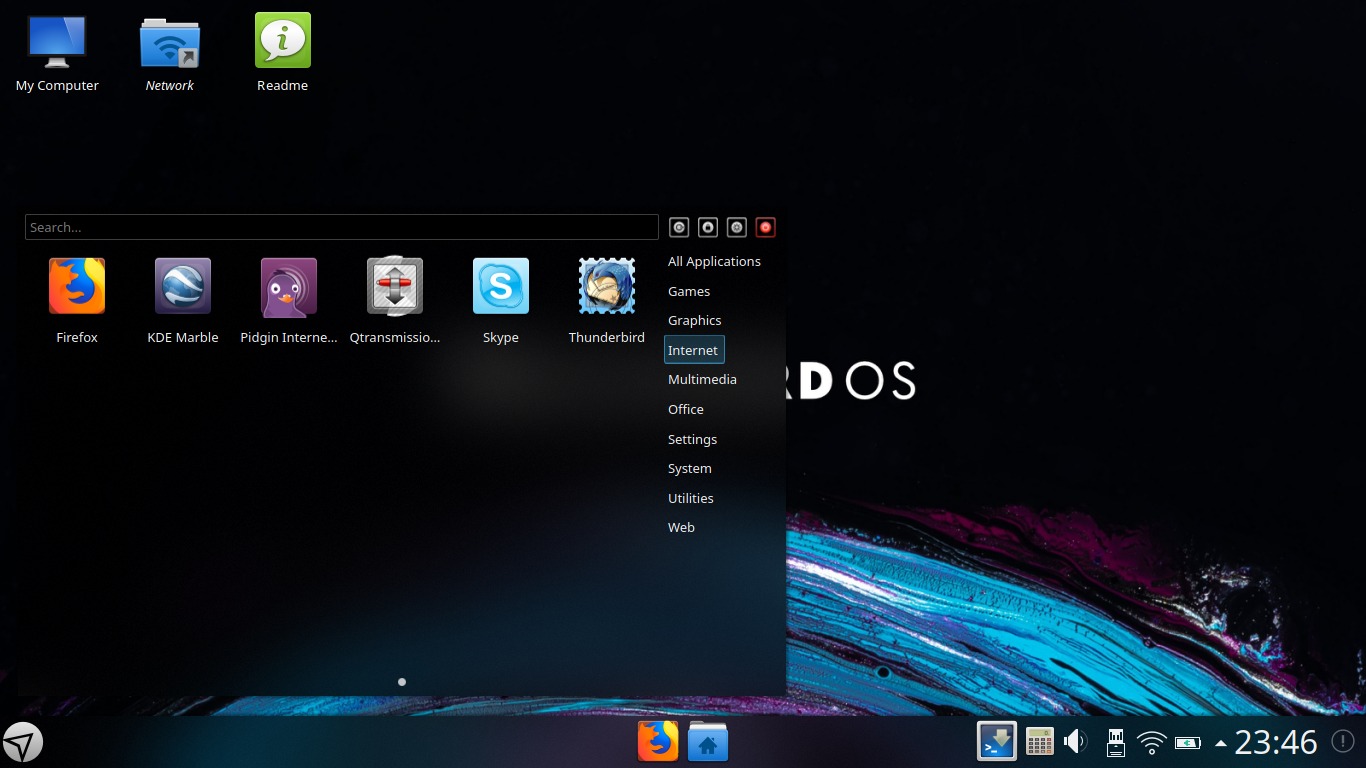 My Computer
Network
Readme
Search...
Firefox
KDE Marble
Pidgin Interne...
Qtransmissio...
Skype
Thunderbird
All Applications
Games
Graphics
Internet
Multimedia
Office
Settings
System
Utilities
Web
D OS
23:46